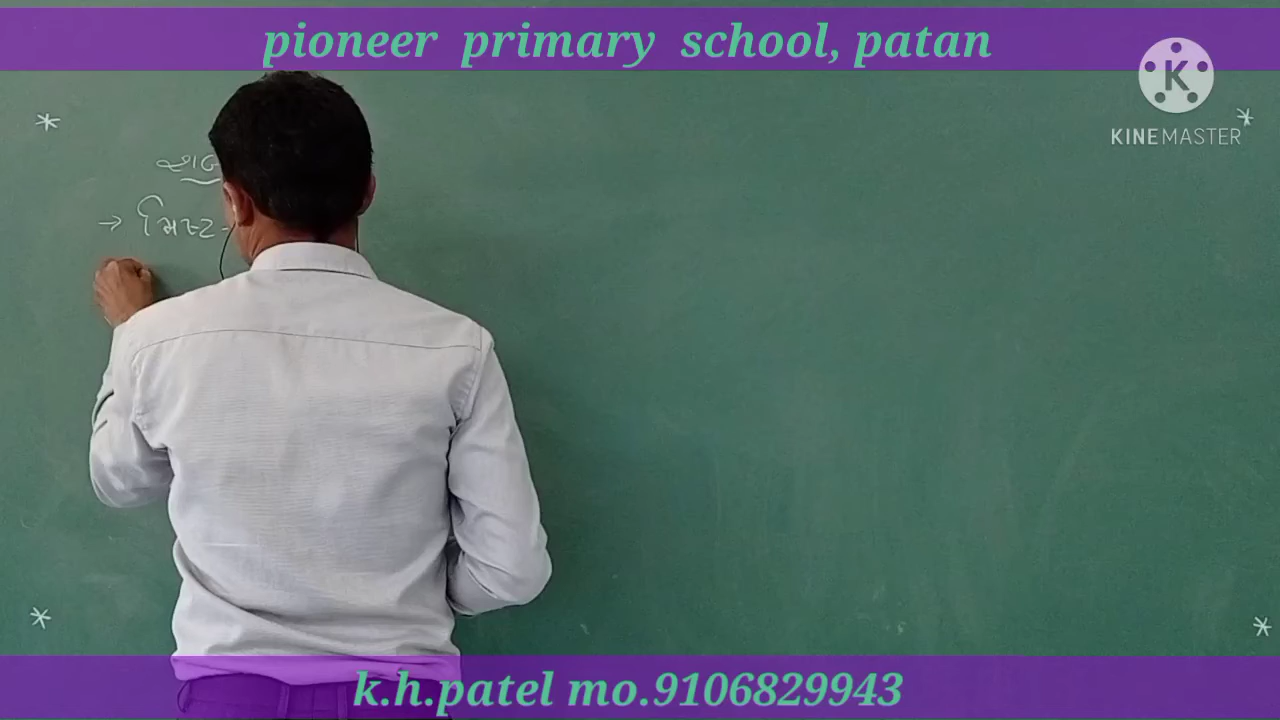 pioneer primary school, patan
KINEMASTER
→ મિસ્ટ
k.h.patel mo.9106829943